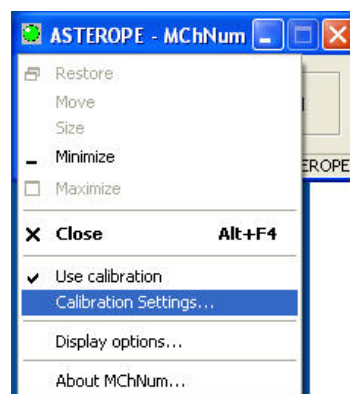 ASTEROPE - MChNum
Restore
Move
Size
Minimize
EROPE
Maximize
Close Alt+F4
Use calibration
Calibration Settings...
Display options...
About MChNum...